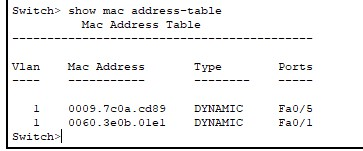 Switch> show mac address-table
Mac Address Table
-------------------------------------------
Vlan Mac Address Type Ports
---- ----------- -------- -----
1 0009.7c0a.cd89 DYNAMIC Fa0/5
1 0060.3e0b.01e1 DYNAMIC Fa0/1
Switch>